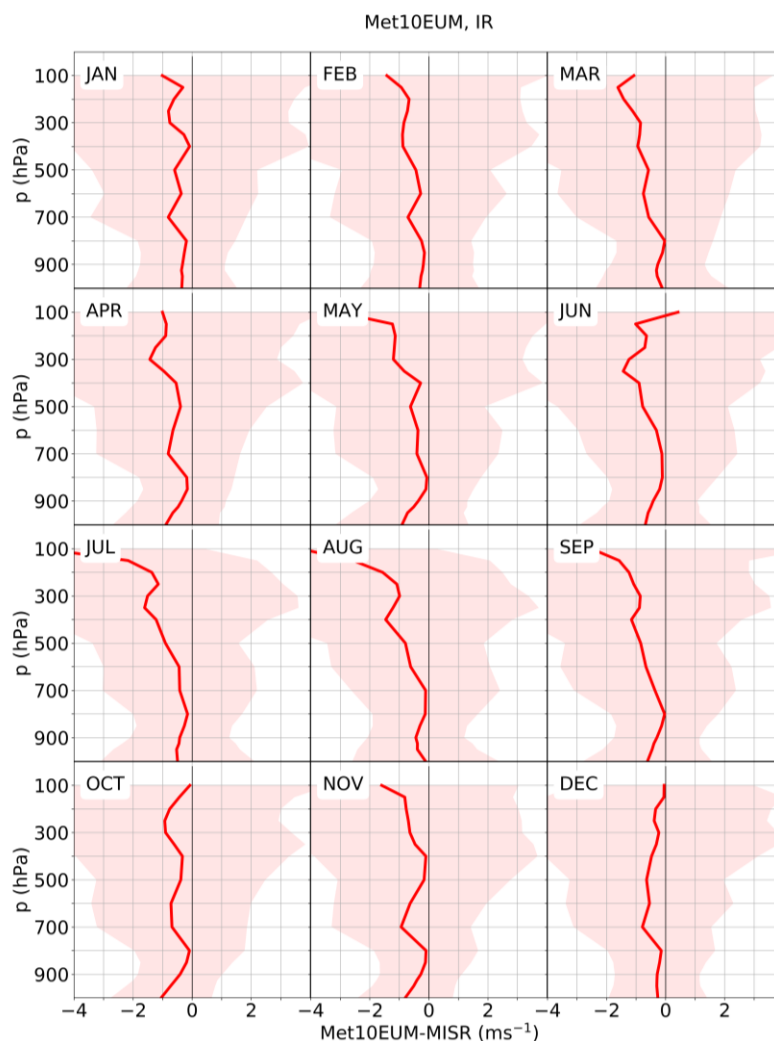 Met10EUM, IR
JAN FEB MAR
100
300
500
700
900
p (hPa)
APR MAY JUN
100
300
500
700
900
p (hPa)
JUL AUG SEP
100
300
500
700
900
p (hPa)
OCT NOV DEC
100
300
500
700
900
p (hPa)
−4 −2 0 2 −4 −2 0 2 −4 −2 0 2 4
Met10EUM-MISR (ms⁻¹)